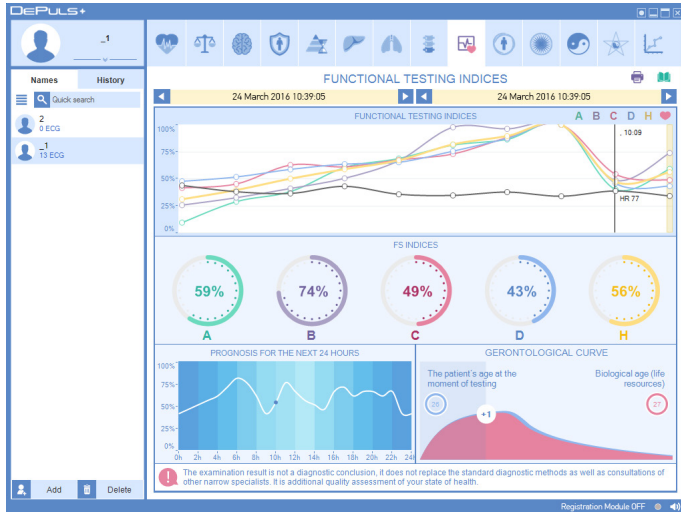 DePuls+
_1
Names
History
Quick search
2
0 ECG
_1
13 ECG
Add
Delete
FUNCTIONAL TESTING INDICES
24 March 2016 10:39:05
24 March 2016 10:39:05
FUNCTIONAL TESTING INDICES
A B C D H
100%
75%
50%
25%
0%
, 10:09
HR 77
FS INDICES
59%
74%
49%
43%
56%
A
B
C
D
H
PROGNOSIS FOR THE NEXT 24 HOURS
100%
75%
50%
25%
0%
0h 2h 4h 6h 8h 10h 12h 14h 16h 18h 20h 22h 24h
GERONTOLOGICAL CURVE
The patient's age at the
moment of testing
Biological age (life
resources)
26
+1
27
The examination result is not a diagnostic conclusion, it does not replace the standard diagnostic methods as well as consultations of
other narrow specialists. It is additional quality assessment of your state of health.
Registration Module OFF